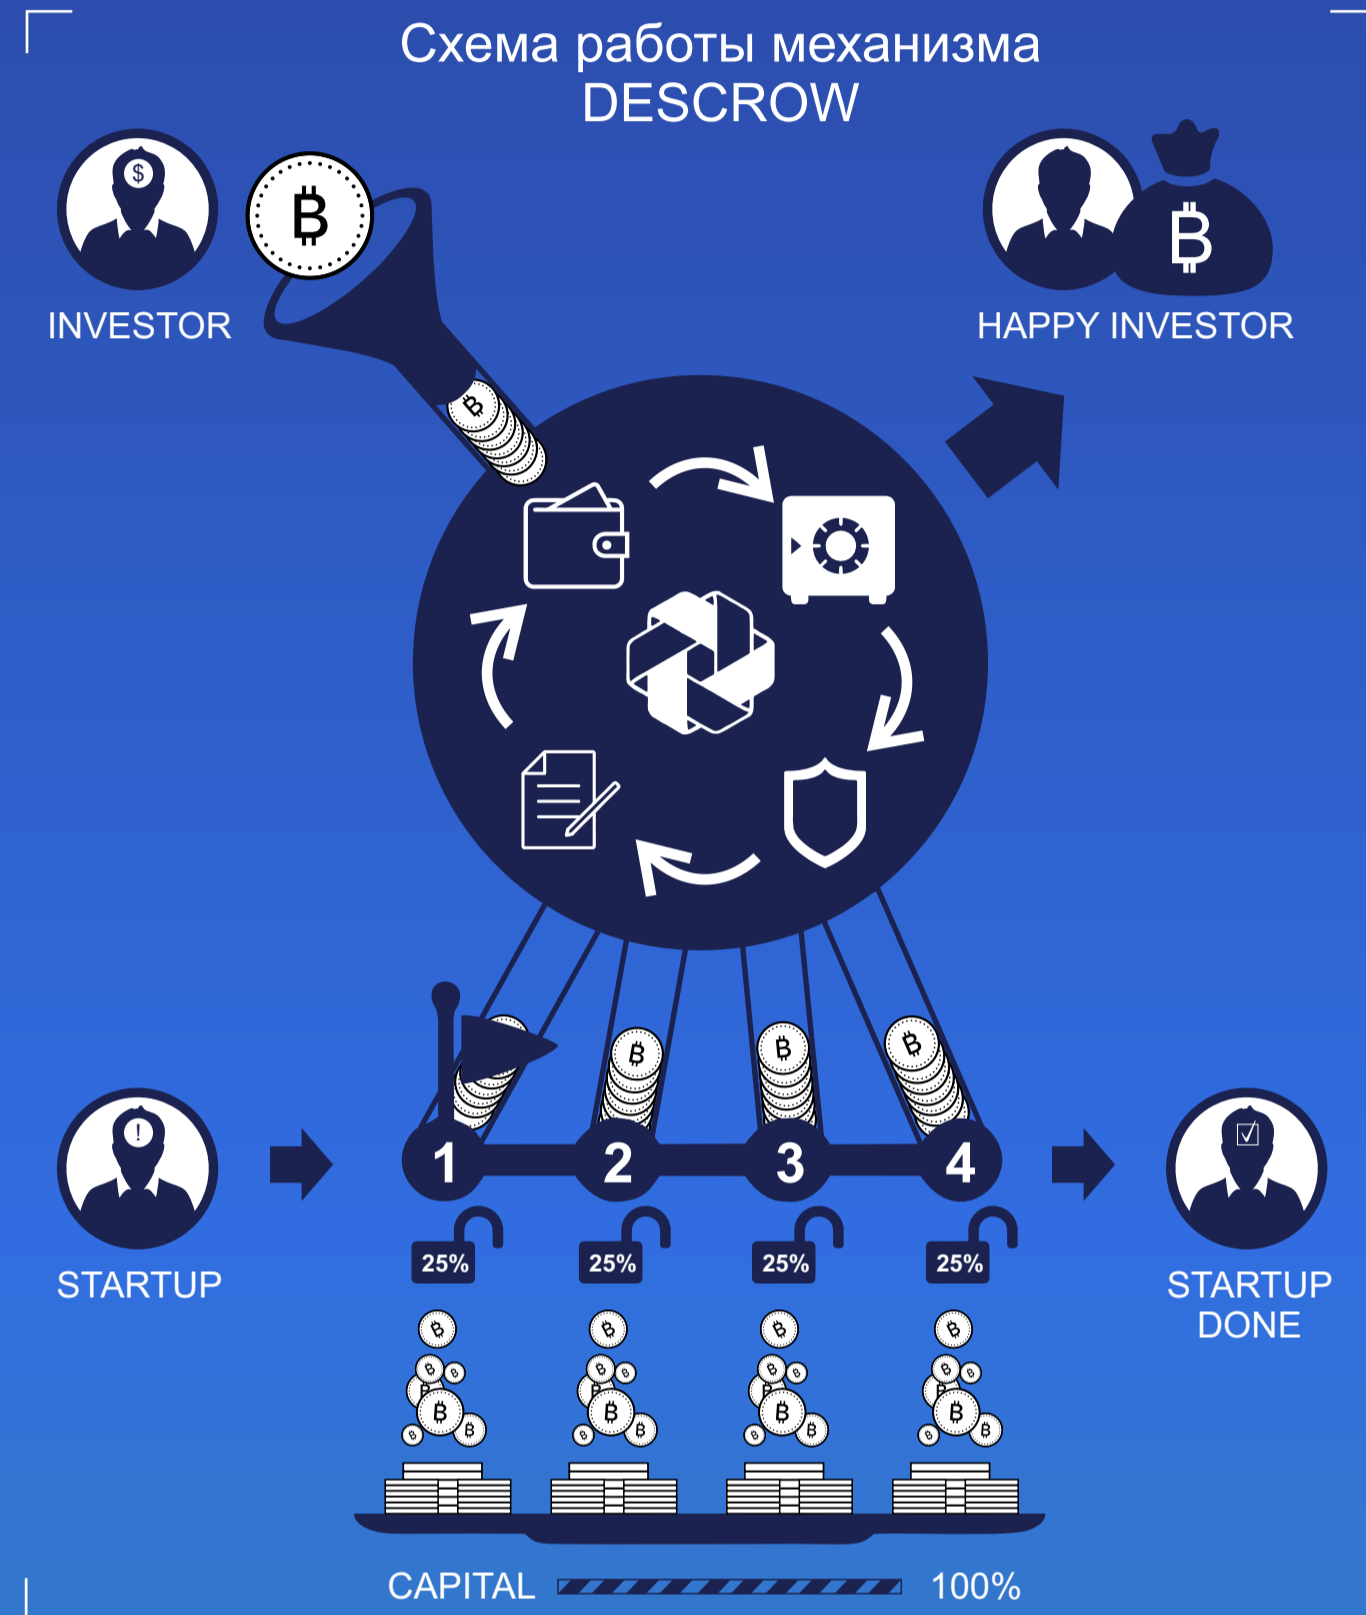 Схема работы механизма
DESCROW
$
₿
INVESTOR
₿
HAPPY INVESTOR
₿
₿
₿
₿
!
1
2
3
4
☑
STARTUP
25%
25%
25%
25%
STARTUP
DONE
₿
₿
₿
₿
₿ ₿
₿ ₿
₿ ₿
₿ ₿
₿
₿
₿
₿
₿ ₿ ₿
₿ ₿ ₿
₿ ₿ ₿
₿ ₿ ₿
CAPITAL 100%